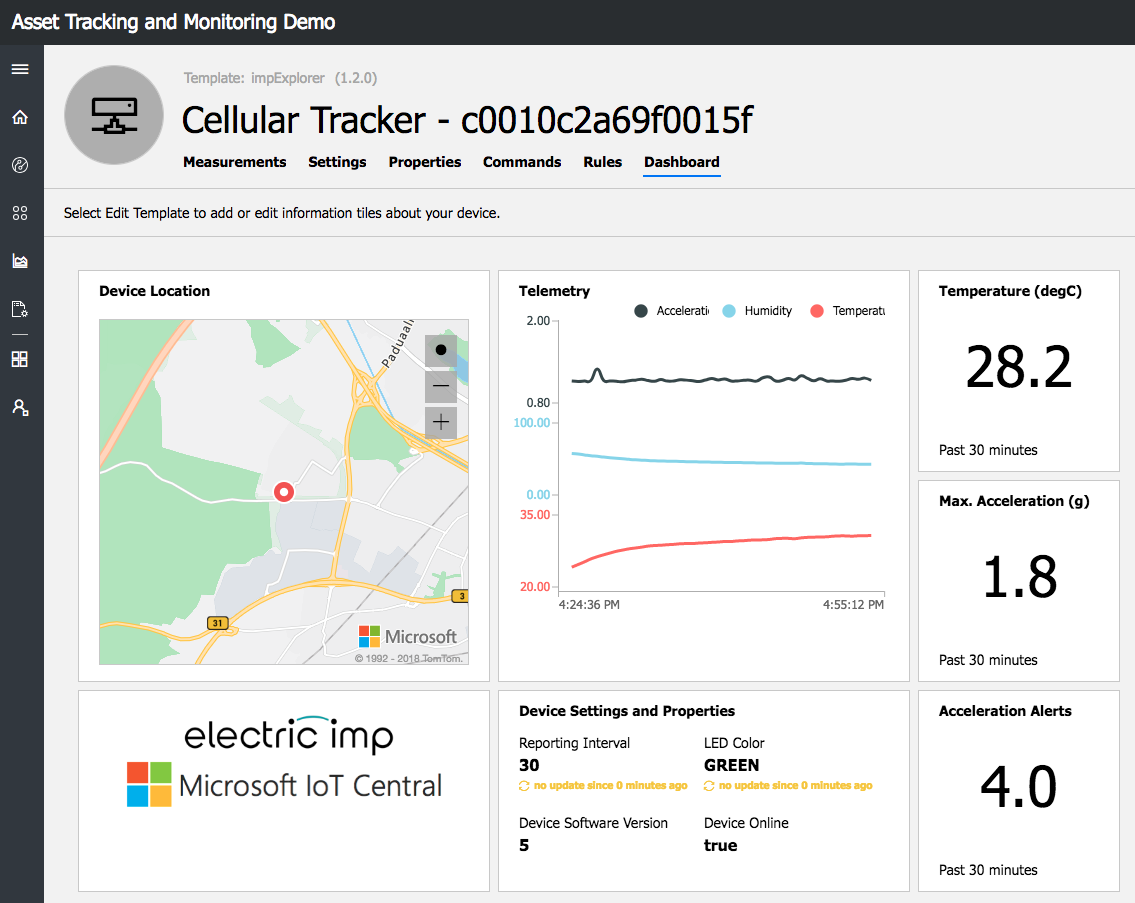 Asset Tracking and Monitoring Demo
Template: impExplorer (1.2.0)
Cellular Tracker - c0010c2a69f0015f
Measurements Settings Properties Commands Rules Dashboard
Select Edit Template to add or edit information tiles about your device.
Device Location
Paduaall
31
3
Microsoft
© 1992 - 2018 TomTom.
Telemetry
Accelerati Humidity Temperatu
2.00
0.80
100.00
0.00
35.00
20.00
4:24:36 PM 4:55:12 PM
Temperature (degC)
28.2
Past 30 minutes
Max. Acceleration (g)
1.8
Past 30 minutes
electric imp
Microsoft IoT Central
Device Settings and Properties
Reporting Interval LED Color
30 GREEN
no update since 0 minutes ago no update since 0 minutes ago
Device Software Version Device Online
5 true
Acceleration Alerts
4.0
Past 30 minutes